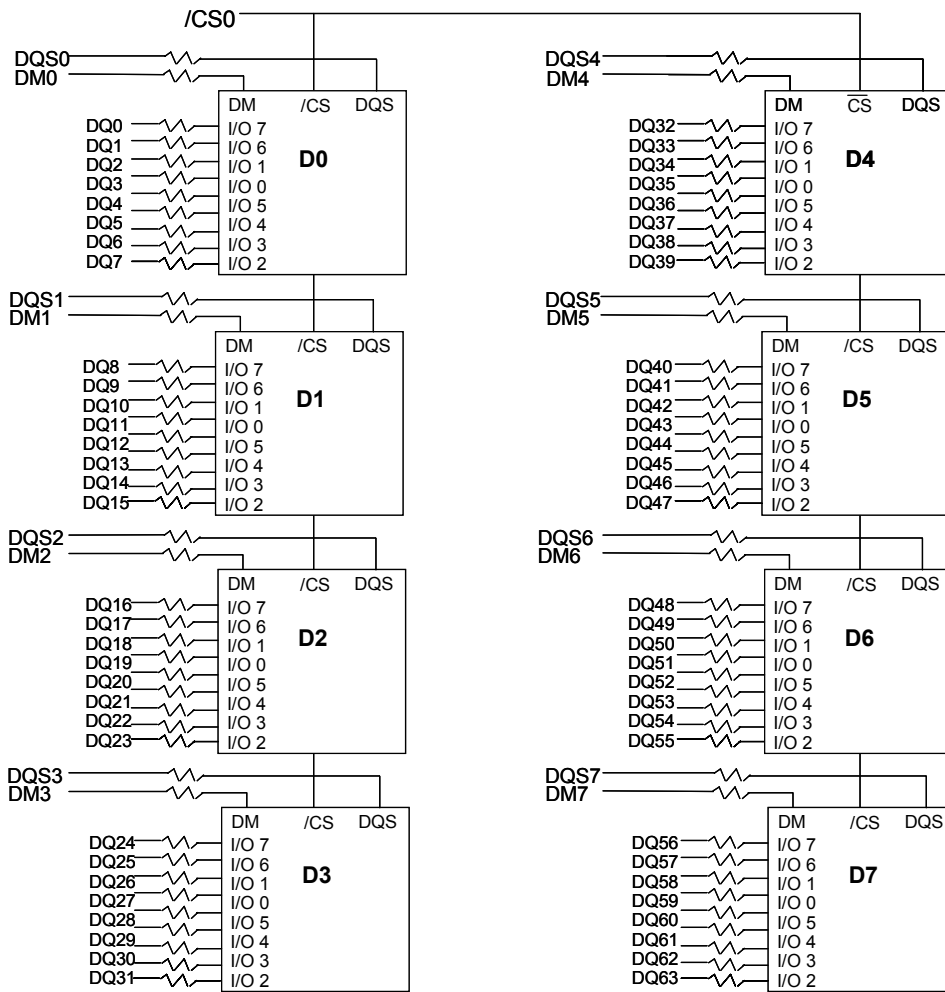 /CS0
DQS0
DM0
DM /CS DQS
D0
DQ0 I/O 7
DQ1 I/O 6
DQ2 I/O 1
DQ3 I/O 0
DQ4 I/O 5
DQ5 I/O 4
DQ6 I/O 3
DQ7 I/O 2
DQS1
DM1
DM /CS DQS
D1
DQ8 I/O 7
DQ9 I/O 6
DQ10 I/O 1
DQ11 I/O 0
DQ12 I/O 5
DQ13 I/O 4
DQ14 I/O 3
DQ15 I/O 2
DQS2
DM2
DM /CS DQS
D2
DQ16 I/O 7
DQ17 I/O 6
DQ18 I/O 1
DQ19 I/O 0
DQ20 I/O 5
DQ21 I/O 4
DQ22 I/O 3
DQ23 I/O 2
DQS3
DM3
DM /CS DQS
D3
DQ24 I/O 7
DQ25 I/O 6
DQ26 I/O 1
DQ27 I/O 0
DQ28 I/O 5
DQ29 I/O 4
DQ30 I/O 3
DQ31 I/O 2
DQS4
DM4
DM C̅S̅ DQS
D4
DQ32 I/O 7
DQ33 I/O 6
DQ34 I/O 1
DQ35 I/O 0
DQ36 I/O 5
DQ37 I/O 4
DQ38 I/O 3
DQ39 I/O 2
DQS5
DM5
DM /CS DQS
D5
DQ40 I/O 7
DQ41 I/O 6
DQ42 I/O 1
DQ43 I/O 0
DQ44 I/O 5
DQ45 I/O 4
DQ46 I/O 3
DQ47 I/O 2
DQS6
DM6
DM /CS DQS
D6
DQ48 I/O 7
DQ49 I/O 6
DQ50 I/O 1
DQ51 I/O 0
DQ52 I/O 5
DQ53 I/O 4
DQ54 I/O 3
DQ55 I/O 2
DQS7
DM7
DM /CS DQS
D7
DQ56 I/O 7
DQ57 I/O 6
DQ58 I/O 1
DQ59 I/O 0
DQ60 I/O 5
DQ61 I/O 4
DQ62 I/O 3
DQ63 I/O 2